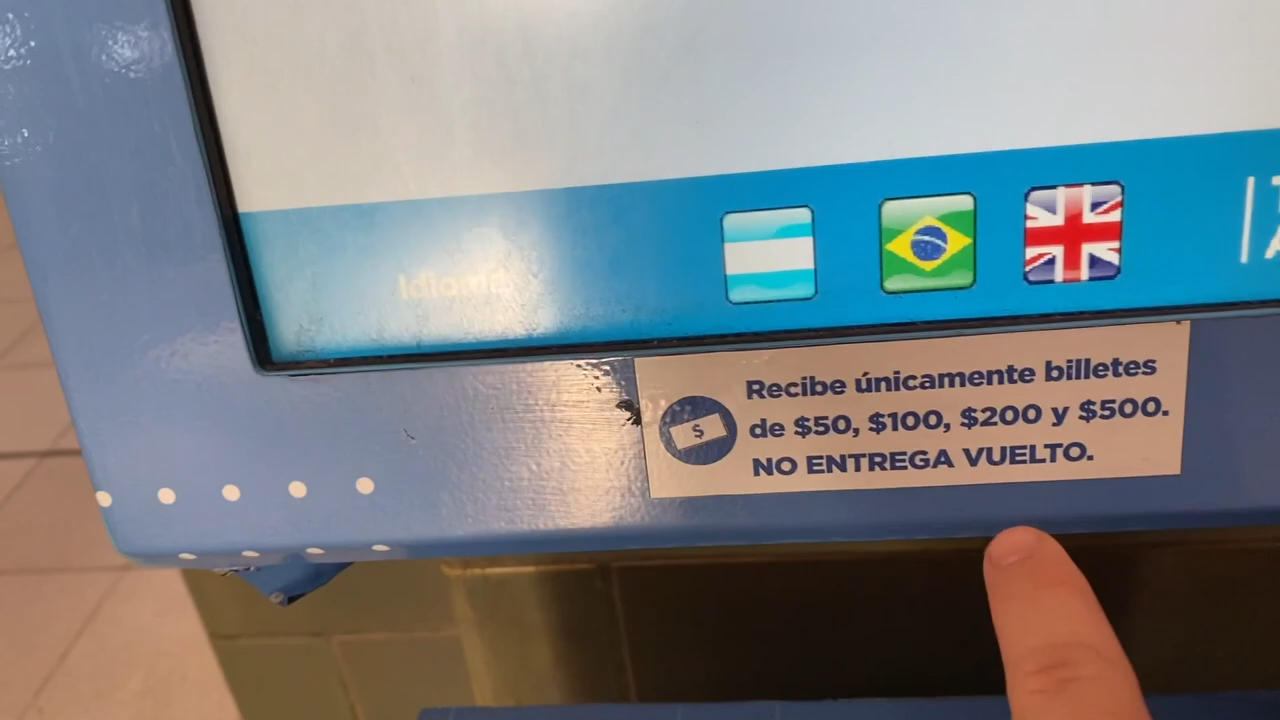 Idioma
Recibe únicamente billetes
de $50, $100, $200 y $500.
NO ENTREGA VUELTO.
$